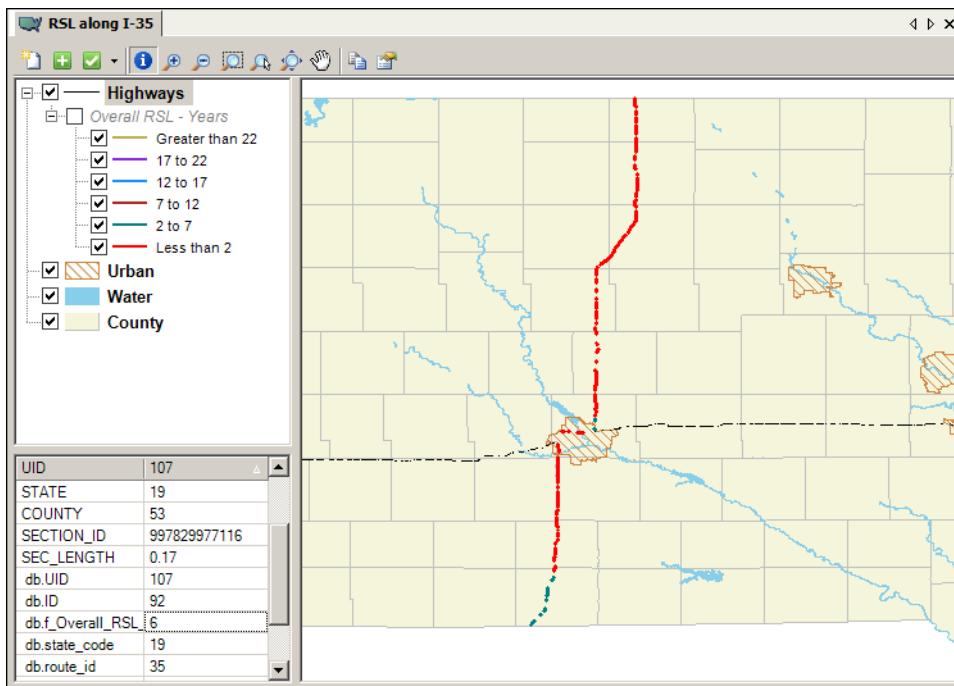 RSL along I-35
Highways
Overall RSL - Years
Greater than 22
17 to 22
12 to 17
7 to 12
2 to 7
Less than 2
Urban
Water
County
UID 107
STATE 19
COUNTY 53
SECTION_ID 997829977116
SEC_LENGTH 0.17
db.UID 107
db.ID 92
db.f_Overall_RSL_ 6
db.state_code 19
db.route_id 35